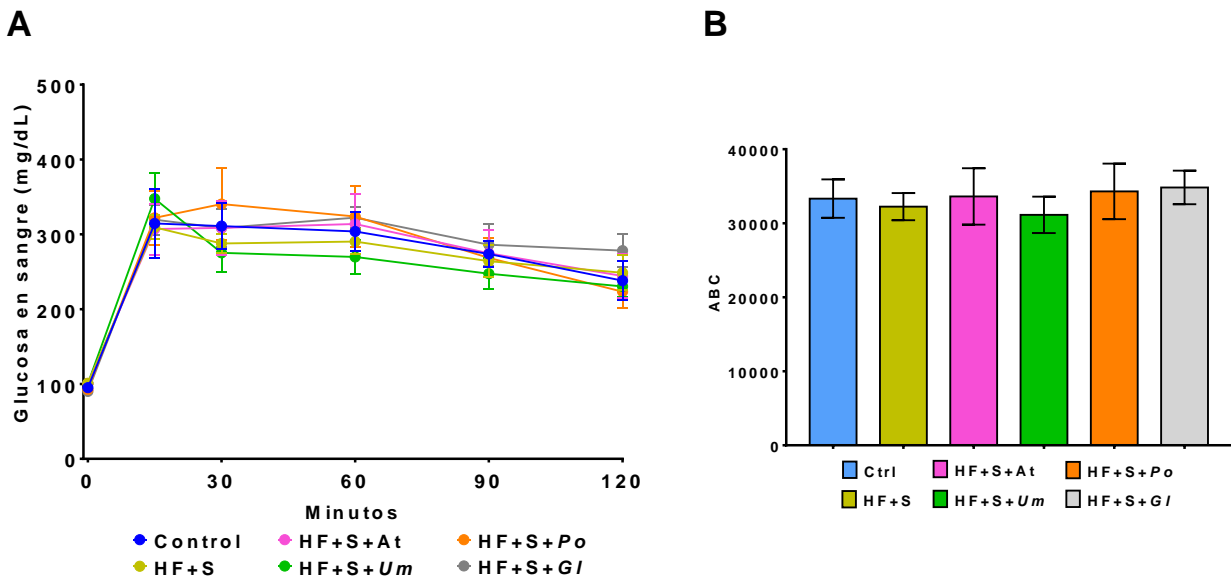 A
B
Glucosa en sangre (mg/dL)
500
400
300
200
100
0
0 30 60 90 120
Minutos
Control HF+S+At HF+S+Po
HF+S HF+S+Um HF+S+Gl
ABC
40000
30000
20000
10000
0
Ctrl HF+S+At HF+S+Po
HF+S HF+S+Um HF+S+Gl